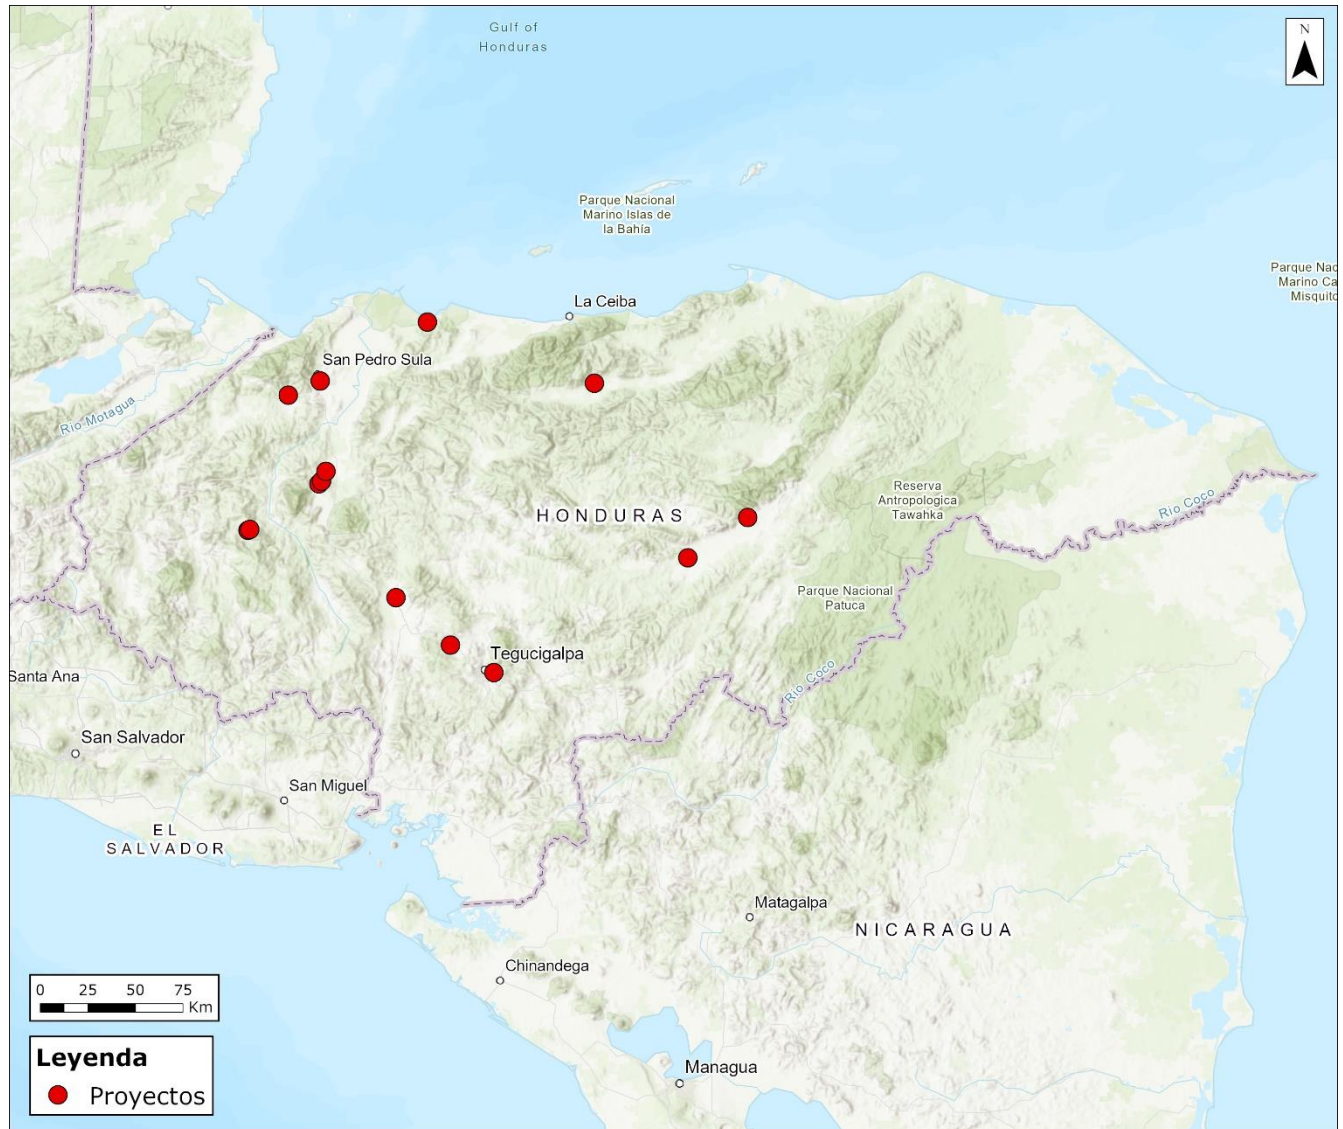 Gulf of
Honduras
N
Parque Nacional
Marino Islas de
la Bahía
Parque Nac
Marino Ca
Misquito
La Ceiba
San Pedro Sula
Río Motagua
HONDURAS
Reserva
Antropologica
Tawahka
Río Coco
Parque Nacional
Patuca
Tegucigalpa
Santa Ana
Río Coco
San Salvador
San Miguel
EL
SALVADOR
Matagalpa
NICARAGUA
Chinandega
0 25 50 75
Km
Leyenda
Proyectos
Managua